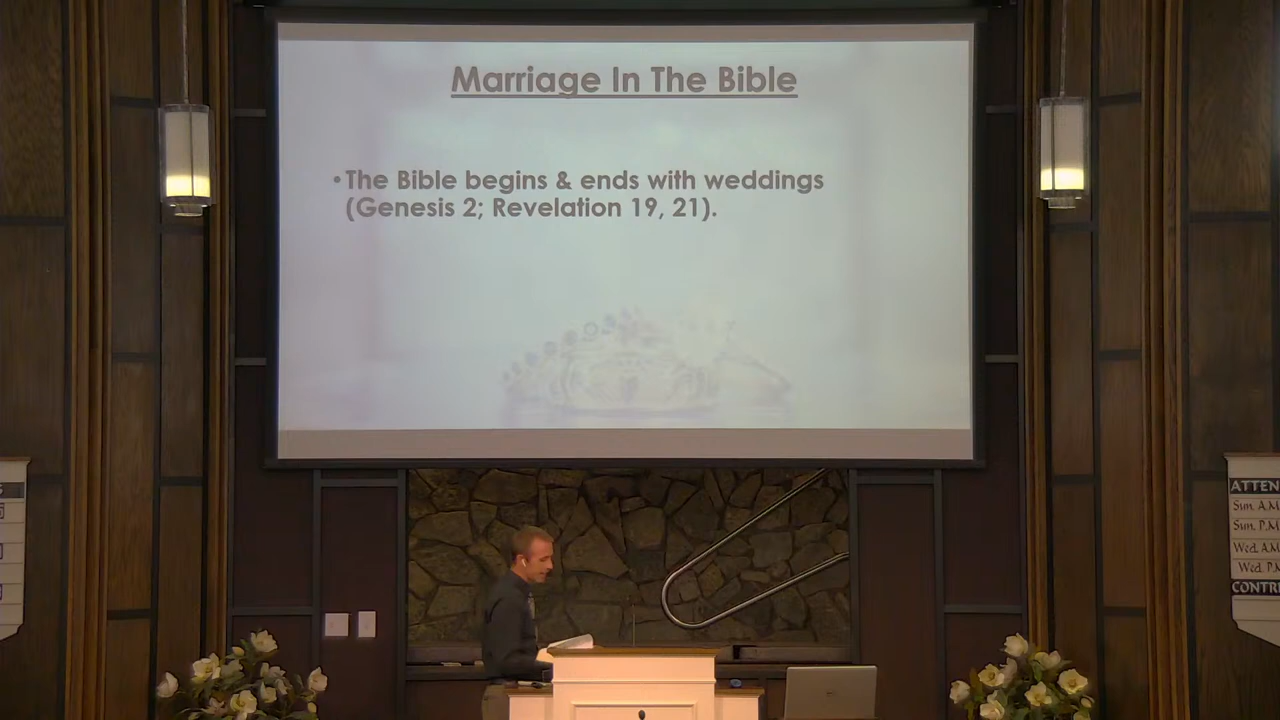 Marriage In The Bible
• The Bible begins & ends with weddings
(Genesis 2; Revelation 19, 21).
ATTEN
Sun. A.M
Sun. P.M
Wed. A.M
Wed. P.M
CONTR